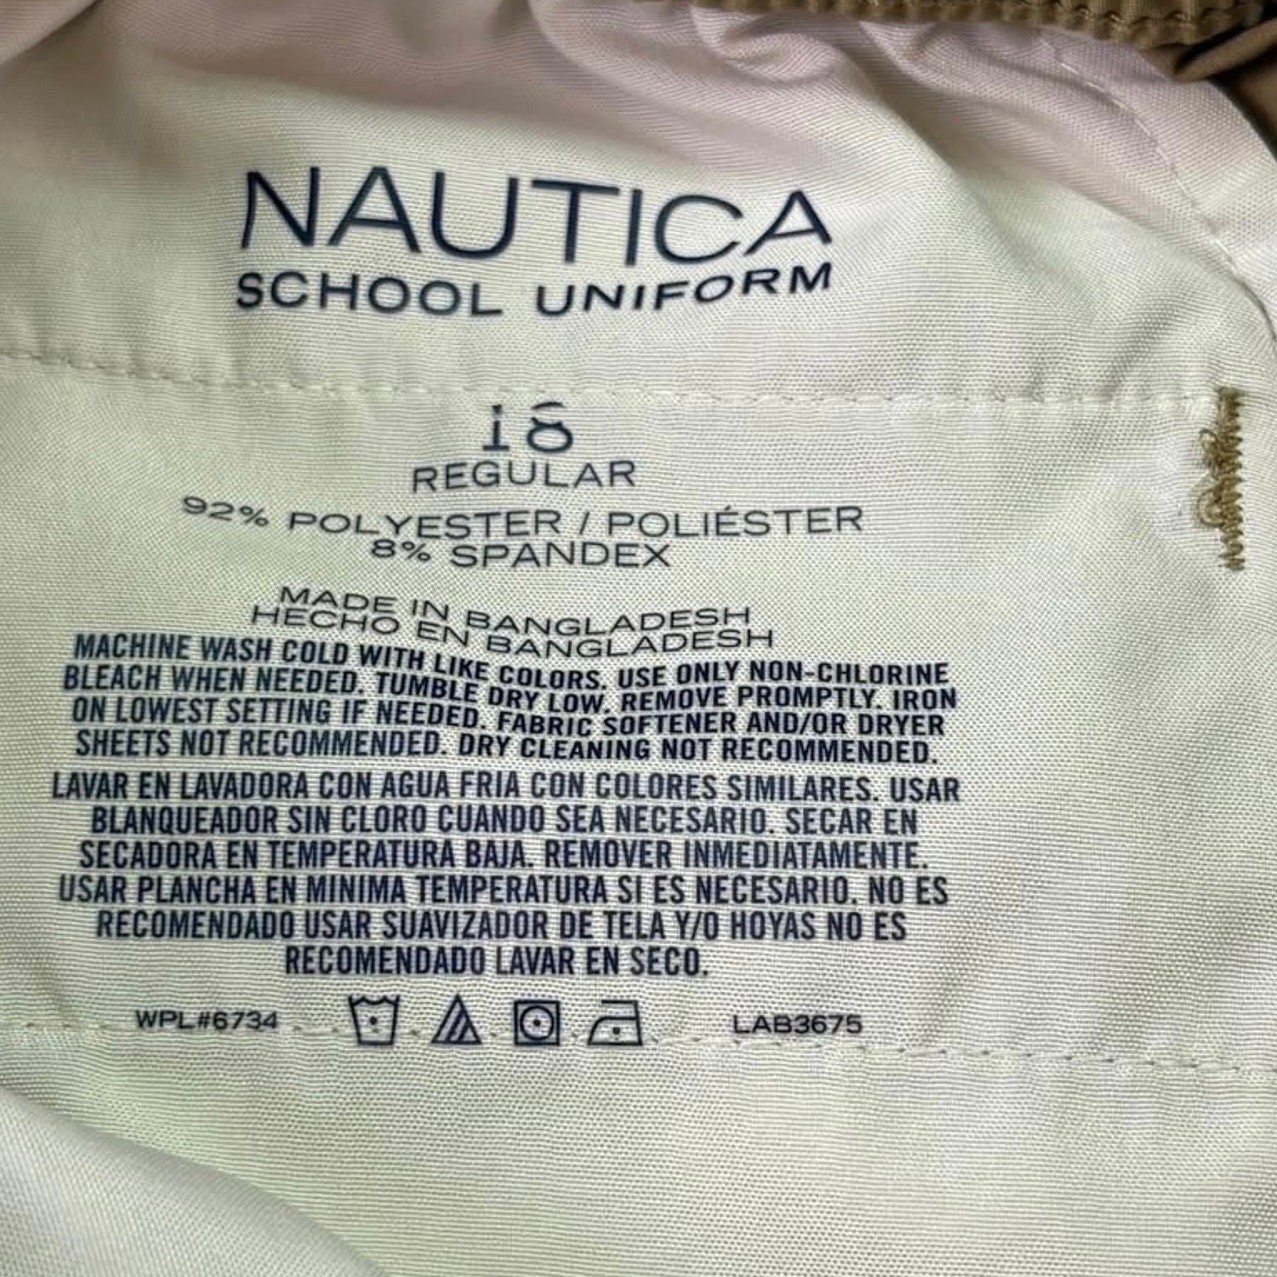 NAUTICA
SCHOOL UNIFORM
18
REGULAR
92% POLYESTER / POLIÉSTER
8% SPANDEX
MADE IN BANGLADESH
HECHO EN BANGLADESH
MACHINE WASH COLD WITH LIKE COLORS. USE ONLY NON-CHLORINE
BLEACH WHEN NEEDED. TUMBLE DRY LOW. REMOVE PROMPTLY. IRON
ON LOWEST SETTING IF NEEDED. FABRIC SOFTENER AND/OR DRYER
SHEETS NOT RECOMMENDED. DRY CLEANING NOT RECOMMENDED.
LAVAR EN LAVADORA CON AGUA FRIA CON COLORES SIMILARES. USAR
BLANQUEADOR SIN CLORO CUANDO SEA NECESARIO. SECAR EN
SECADORA EN TEMPERATURA BAJA. REMOVER INMEDIATAMENTE.
USAR PLANCHA EN MINIMA TEMPERATURA SI ES NECESARIO. NO ES
RECOMENDADO USAR SUAVIZADOR DE TELA Y/O HOYAS NO ES
RECOMENDADO LAVAR EN SECO.
WPL#6734 LAB3675